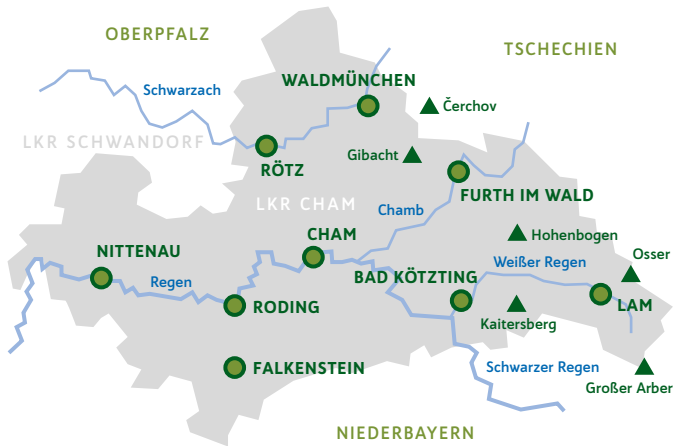 OBERPFALZ
TSCHECHIEN
WALDMÜNCHEN
Schwarzach
Čerchov
LKR SCHWANDORF
Gibacht
RÖTZ
FURTH IM WALD
LKR CHAM
Chamb
CHAM
Hohenbogen
NITTENAU
Osser
Weißer Regen
BAD KÖTZTING
Regen
RODING
LAM
Kaitersberg
FALKENSTEIN
Schwarzer Regen
Großer Arber
NIEDERBAYERN